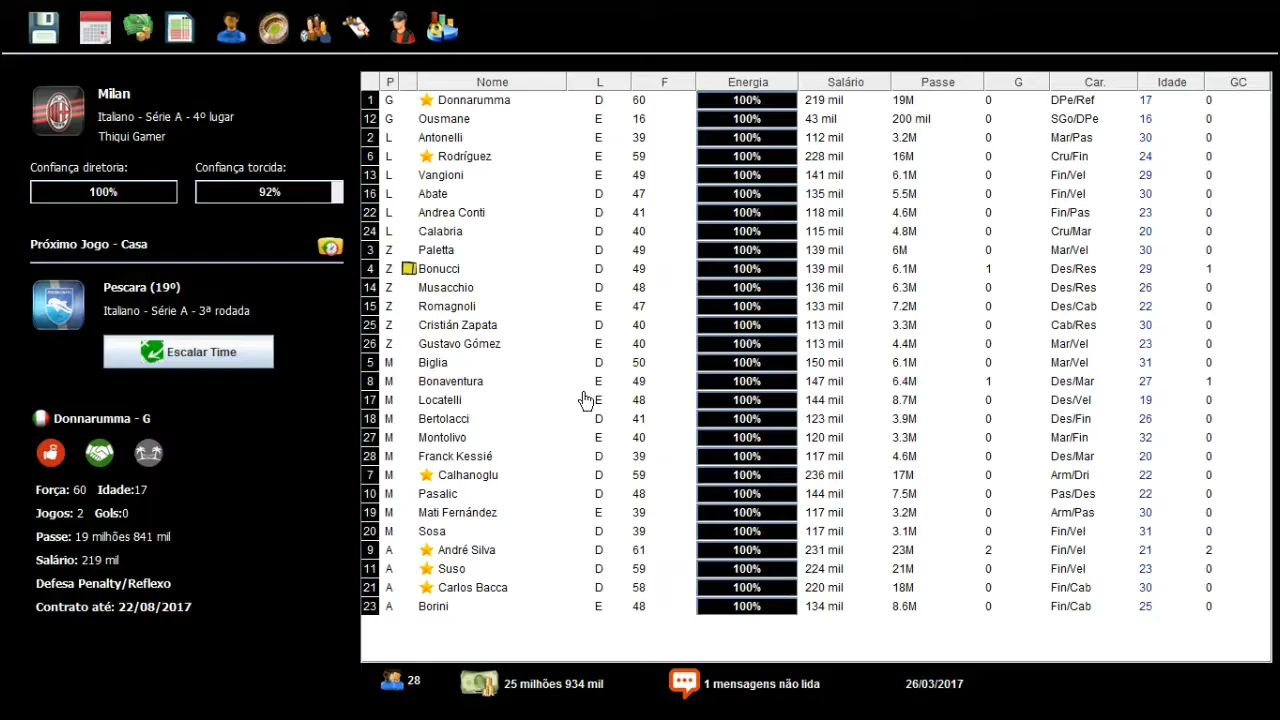 Milan
Italiano - Série A - 4º lugar
Thiqui Gamer
Confiança diretoria: Confiança torcida:
100% 92%
Próximo Jogo - Casa
Pescara (19º)
Italiano - Série A - 3ª rodada
Escalar Time
Donnarumma - G
Força: 60 Idade:17
Jogos: 2 Gols:0
Passe: 19 milhões 841 mil
Salário: 219 mil
Defesa Penalty/Reflexo
Contrato até: 22/08/2017
P Nome L F Energia Salário Passe G Car. Idade GC
1 G Donnarumma D 60 100% 219 mil 19M 0 DPe/Ref 17 0
12 G Ousmane E 16 100% 43 mil 200 mil 0 SGo/DPe 16 0
2 L Antonelli E 39 100% 112 mil 3.2M 0 Mar/Pas 30 0
6 L Rodríguez E 59 100% 228 mil 16M 0 Cru/Fin 24 0
13 L Vangioni E 49 100% 141 mil 6.1M 0 Fin/Vel 29 0
16 L Abate D 47 100% 135 mil 5.5M 0 Fin/Vel 30 0
22 L Andrea Conti D 41 100% 118 mil 4.6M 0 Fin/Pas 23 0
24 L Calabria D 40 100% 115 mil 4.8M 0 Cru/Mar 20 0
3 Z Paletta D 49 100% 139 mil 6M 0 Mar/Vel 30 0
4 Z Bonucci D 49 100% 139 mil 6.1M 1 Des/Res 29 1
14 Z Musacchio D 48 100% 136 mil 6.3M 0 Des/Res 26 0
15 Z Romagnoli E 47 100% 133 mil 7.2M 0 Des/Cab 22 0
25 Z Cristián Zapata D 40 100% 113 mil 3.3M 0 Cab/Res 30 0
26 Z Gustavo Gómez E 40 100% 113 mil 4.4M 0 Mar/Vel 23 0
5 M Biglia D 50 100% 150 mil 6.1M 0 Mar/Vel 31 0
8 M Bonaventura E 49 100% 147 mil 6.4M 1 Des/Mar 27 1
17 M Locatelli E 48 100% 144 mil 8.7M 0 Des/Vel 19 0
18 M Bertolacci D 41 100% 123 mil 3.9M 0 Des/Fin 26 0
27 M Montolivo E 40 100% 120 mil 3.3M 0 Mar/Fin 32 0
28 M Franck Kessié D 39 100% 117 mil 4.6M 0 Des/Mar 20 0
7 M Calhanoglu D 59 100% 236 mil 17M 0 Arm/Dri 22 0
10 M Pasalic D 48 100% 144 mil 7.5M 0 Pas/Des 22 0
19 M Mati Fernández E 39 100% 117 mil 3.2M 0 Arm/Pas 30 0
20 M Sosa D 39 100% 117 mil 3.1M 0 Fin/Vel 31 0
9 A André Silva D 61 100% 231 mil 23M 2 Fin/Vel 21 2
11 A Suso D 59 100% 224 mil 21M 0 Fin/Vel 23 0
21 A Carlos Bacca D 58 100% 220 mil 18M 0 Fin/Cab 30 0
23 A Borini E 48 100% 134 mil 8.6M 0 Fin/Cab 25 0
28 25 milhões 934 mil 1 mensagens não lida 26/03/2017